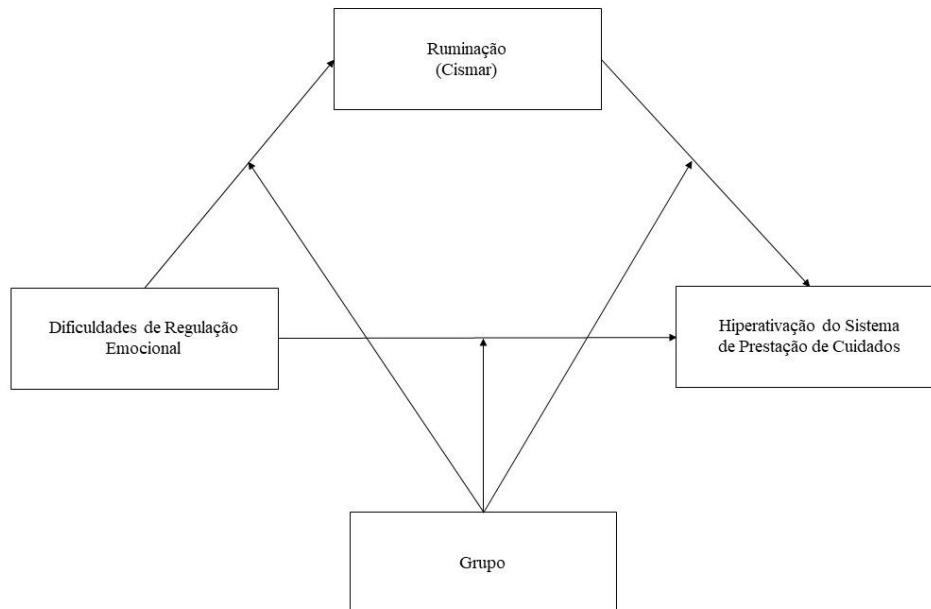 Ruminação
(Cismar)
Dificuldades de Regulação
Emocional
Hiperativação do Sistema
de Prestação de Cuidados
Grupo